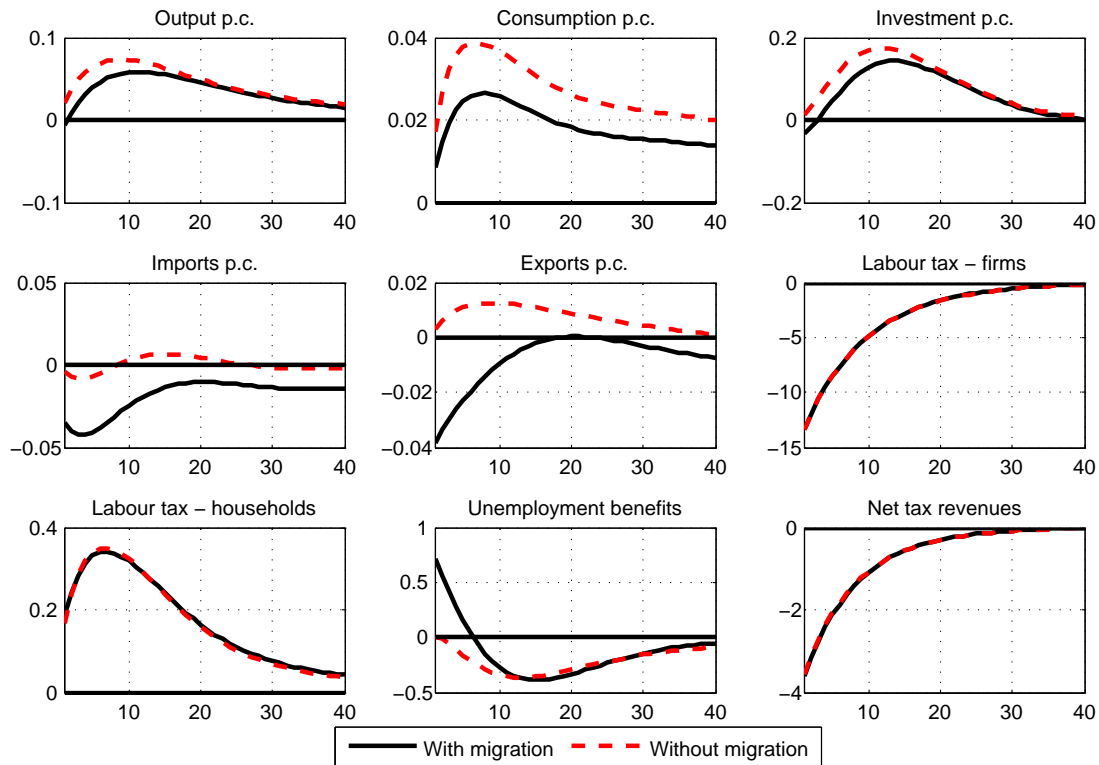 Output p.c.
0.1
0
−0.1
10 20 30 40
Consumption p.c.
0.04
0.02
0
10 20 30 40
Investment p.c.
0.2
0
−0.2
10 20 30 40
Imports p.c.
0.05
0
−0.05
10 20 30 40
Exports p.c.
0.02
0
−0.02
−0.04
10 20 30 40
Labour tax − firms
0
−5
−10
−15
10 20 30 40
Labour tax − households
0.4
0.2
0
10 20 30 40
Unemployment benefits
1
0.5
0
−0.5
10 20 30 40
Net tax revenues
0
−2
−4
10 20 30 40
With migration Without migration